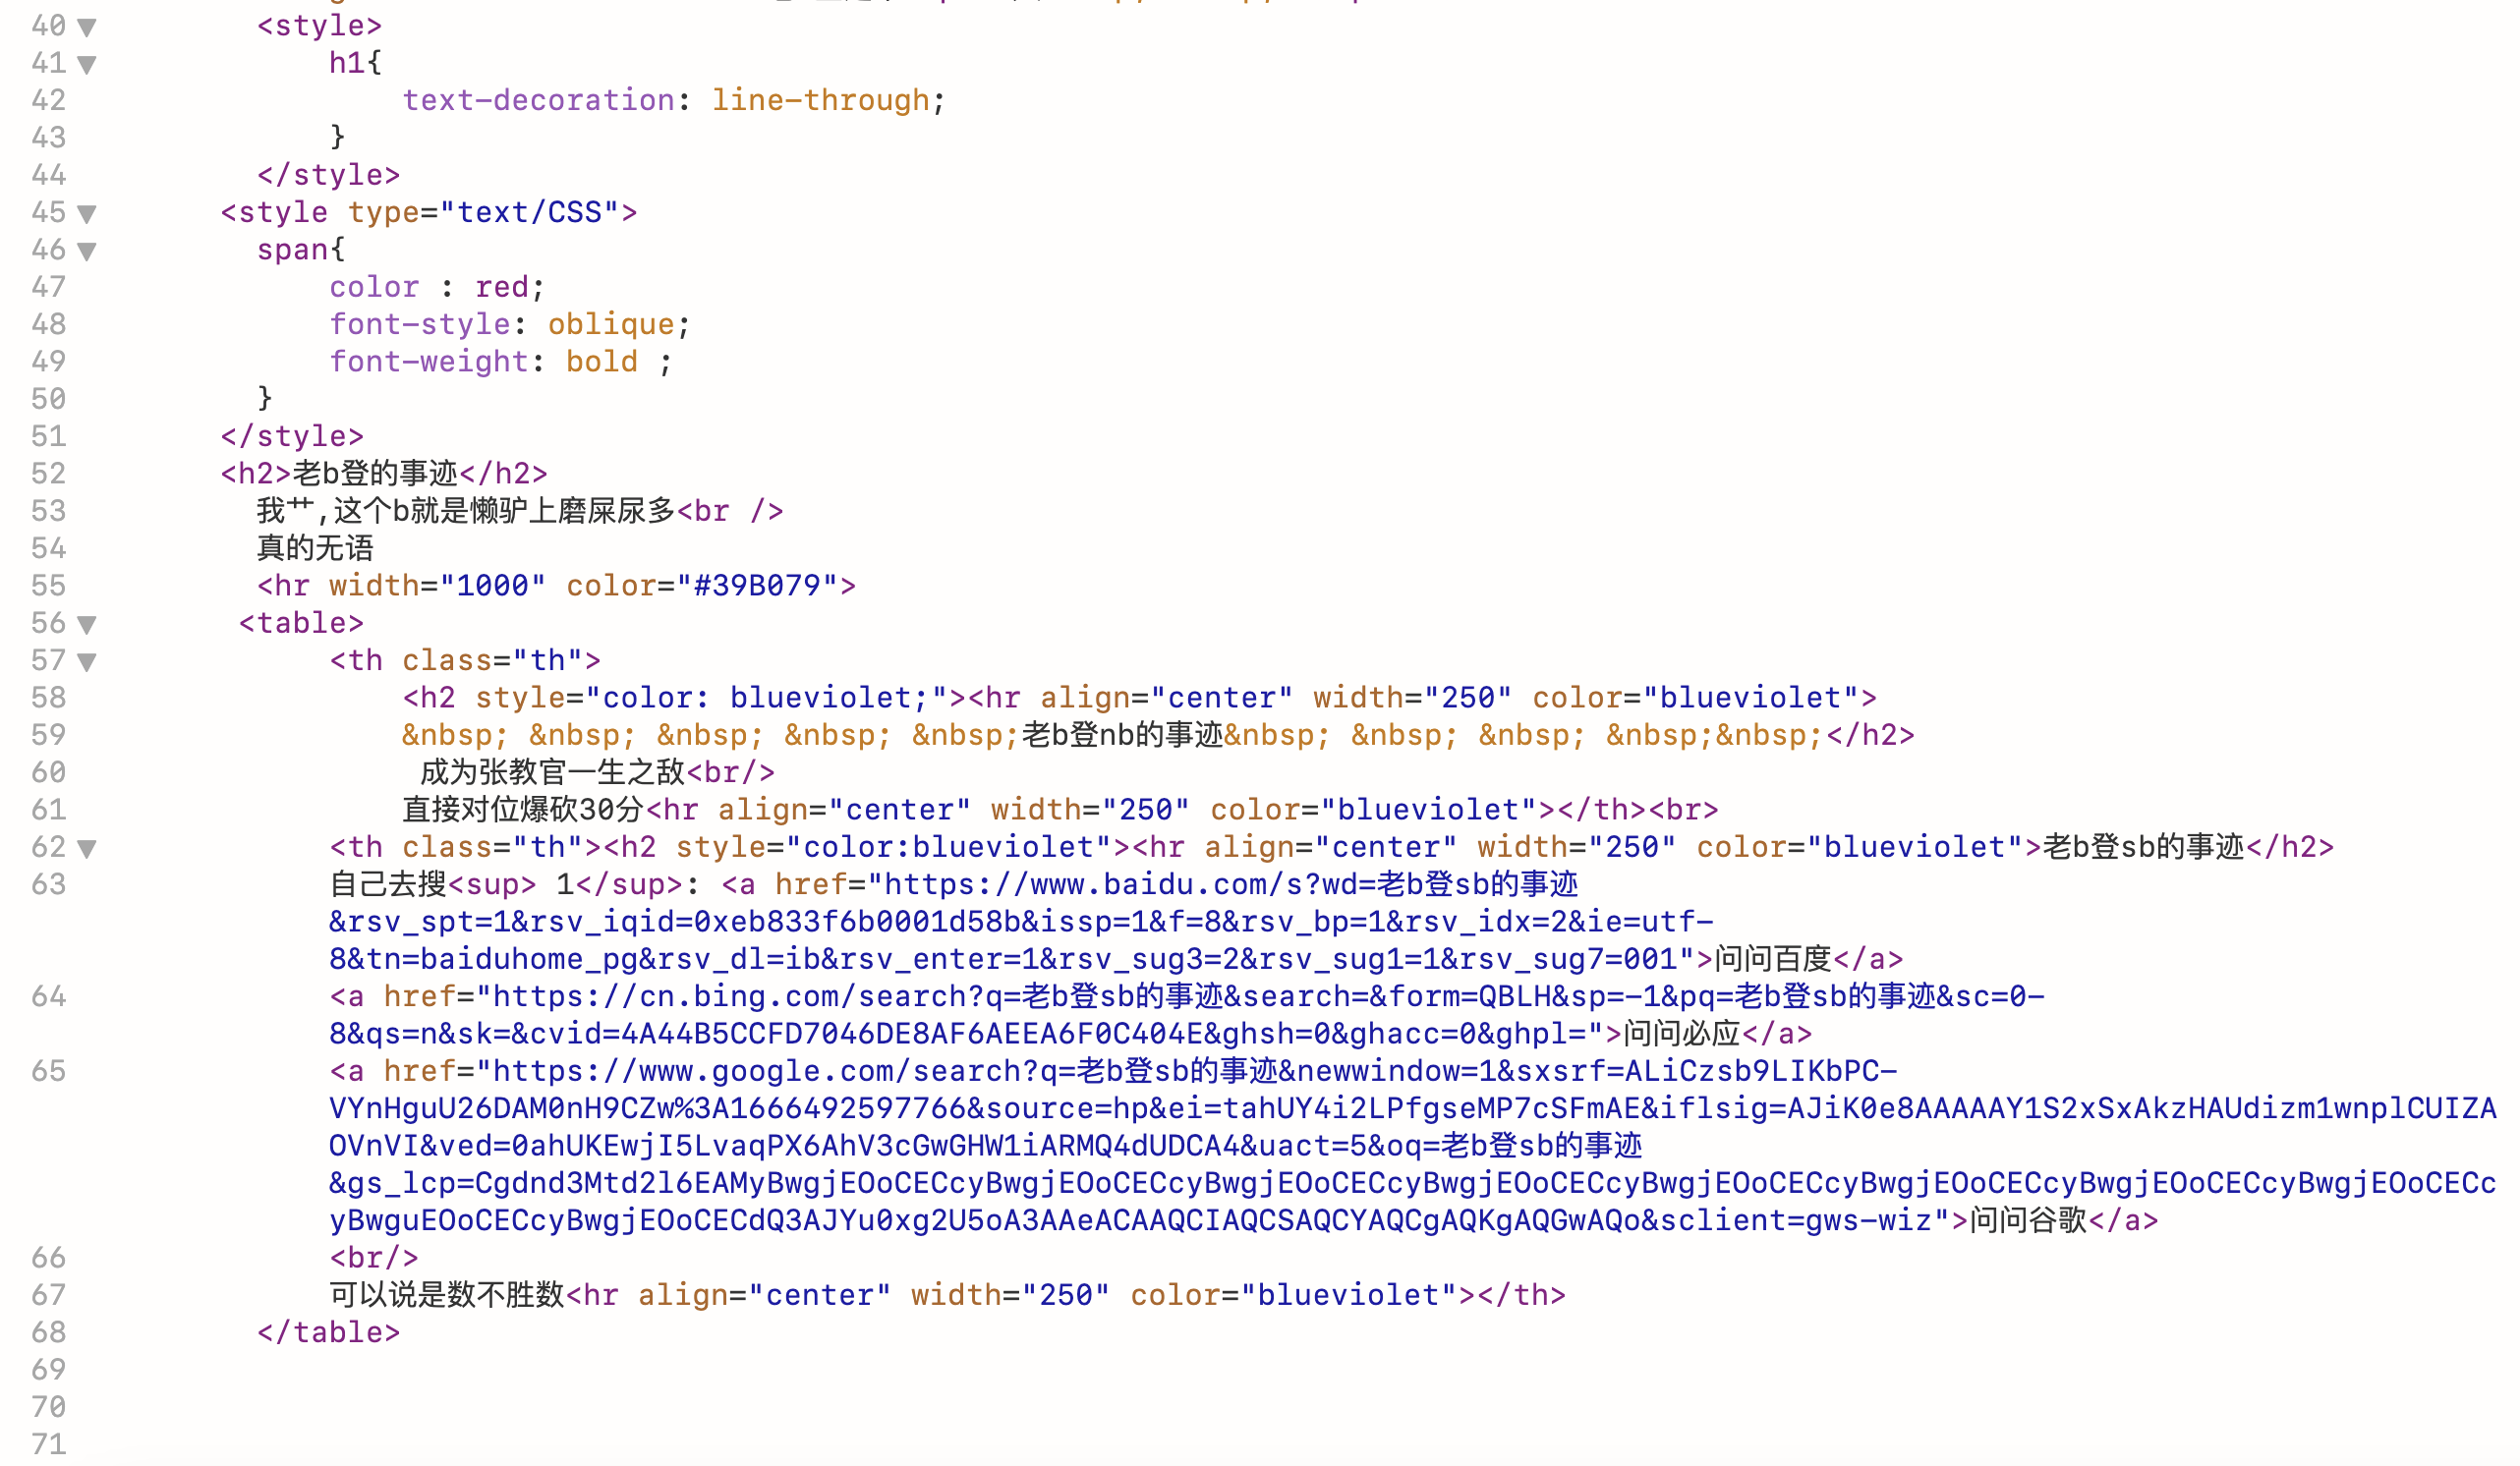 40 ▼ <style>
41 ▼ h1{
42 text-decoration: line-through;
43 }
44 </style>
45 ▼ <style type="text/CSS">
46 ▼ span{
47 color : red;
48 font-style: oblique;
49 font-weight: bold ;
50 }
51 </style>
52 <h2>老b登的事迹</h2>
53 我艹,这个b就是懒驴上磨屎尿多<br />
54 真的无语
55 <hr width="1000" color="#39B079">
56 ▼ <table>
57 ▼ <th class="th">
58 <h2 style="color: blueviolet;"><hr align="center" width="250" color="blueviolet">
59 &nbsp; &nbsp; &nbsp; &nbsp; &nbsp;老b登nb的事迹&nbsp; &nbsp; &nbsp; &nbsp;&nbsp;</h2>
60 成为张教官一生之敌<br/>
61 直接对位爆砍30分<hr align="center" width="250" color="blueviolet"></th><br>
62 ▼ <th class="th"><h2 style="color:blueviolet"><hr align="center" width="250" color="blueviolet">老b登sb的事迹</h2>
63 自己去搜<sup> 1</sup>: <a href="https://www.baidu.com/s?wd=老b登sb的事迹
&rsv_spt=1&rsv_iqid=0xeb833f6b0001d58b&issp=1&f=8&rsv_bp=1&rsv_idx=2&ie=utf-
8&tn=baiduhome_pg&rsv_dl=ib&rsv_enter=1&rsv_sug3=2&rsv_sug1=1&rsv_sug7=001">问问百度</a>
64 <a href="https://cn.bing.com/search?q=老b登sb的事迹&search=&form=QBLH&sp=-1&pq=老b登sb的事迹&sc=0-
8&qs=n&sk=&cvid=4A44B5CCFD7046DE8AF6AEEA6F0C404E&ghsh=0&ghacc=0&ghpl=">问问必应</a>
65 <a href="https://www.google.com/search?q=老b登sb的事迹&newwindow=1&sxsrf=ALiCzsb9LIKbPC-
VYnHguU26DAM0nH9CZw%3A1666492597766&source=hp&ei=tahUY4i2LPfgseMP7cSFmAE&iflsig=AJiK0e8AAAAAY1S2xSxAkzHAUdizm1wnplCUIZA
OVnVI&ved=0ahUKEwjI5LvaqPX6AhV3cGwGHW1iARMQ4dUDCA4&uact=5&oq=老b登sb的事迹
&gs_lcp=Cgdnd3Mtd2l6EAMyBwgjEOoCECcyBwgjEOoCECcyBwgjEOoCECcyBwgjEOoCECcyBwgjEOoCECcyBwgjEOoCECcyBwgjEOoCECcyBwgjEOoCECc
yBwguEOoCECcyBwgjEOoCECdQ3AJYu0xg2U5oA3AAeACAAQCIAQCSAQCYAQCgAQKgAQGwAQo&sclient=gws-wiz">问问谷歌</a>
66 <br/>
67 可以说是数不胜数<hr align="center" width="250" color="blueviolet"></th>
68 </table>
69
70
71